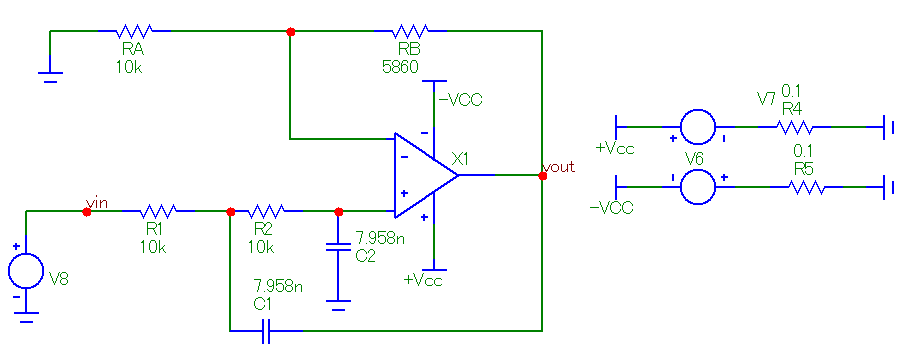 RA
10k
RB
5860
-VCC
X1
vout
+Vcc
vin
R1
10k
R2
10k
7.958n
C2
V8
7.958n
C1
V7
0.1
R4
+Vcc
V6
0.1
R5
-VCC